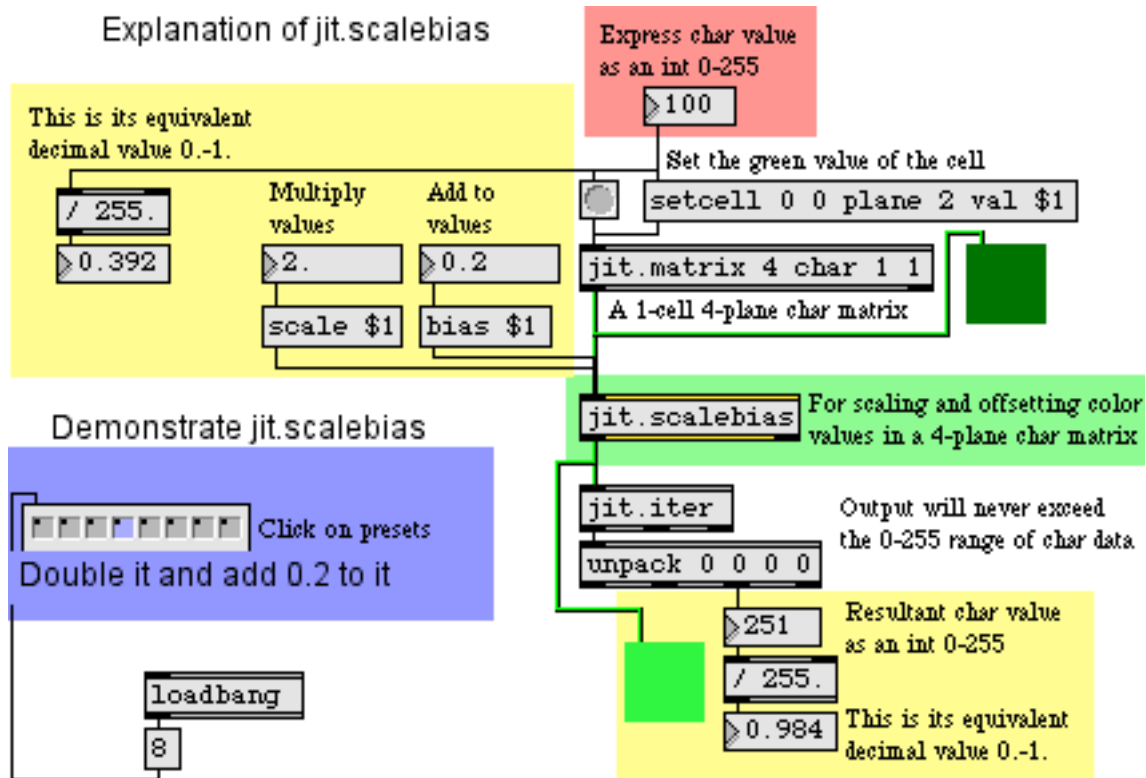 Explanation of jit.scalebias
Express char value
as an int 0-255
100
This is its equivalent
decimal value 0.-1.
/ 255.
0.392
Multiply
values
2.
scale $1
Add to
values
0.2
bias $1
Set the green value of the cell
setcell 0 0 plane 2 val $1
jit.matrix 4 char 1 1
A 1-cell 4-plane char matrix
jit.scalebias
For scaling and offsetting color
values in a 4-plane char matrix
Demonstrate jit.scalebias
Click on presets
Double it and add 0.2 to it
loadbang
8
jit.iter
unpack 0 0 0 0
Output will never exceed
the 0-255 range of char data
251
Resultant char value
as an int 0-255
/ 255.
0.984
This is its equivalent
decimal value 0.-1.